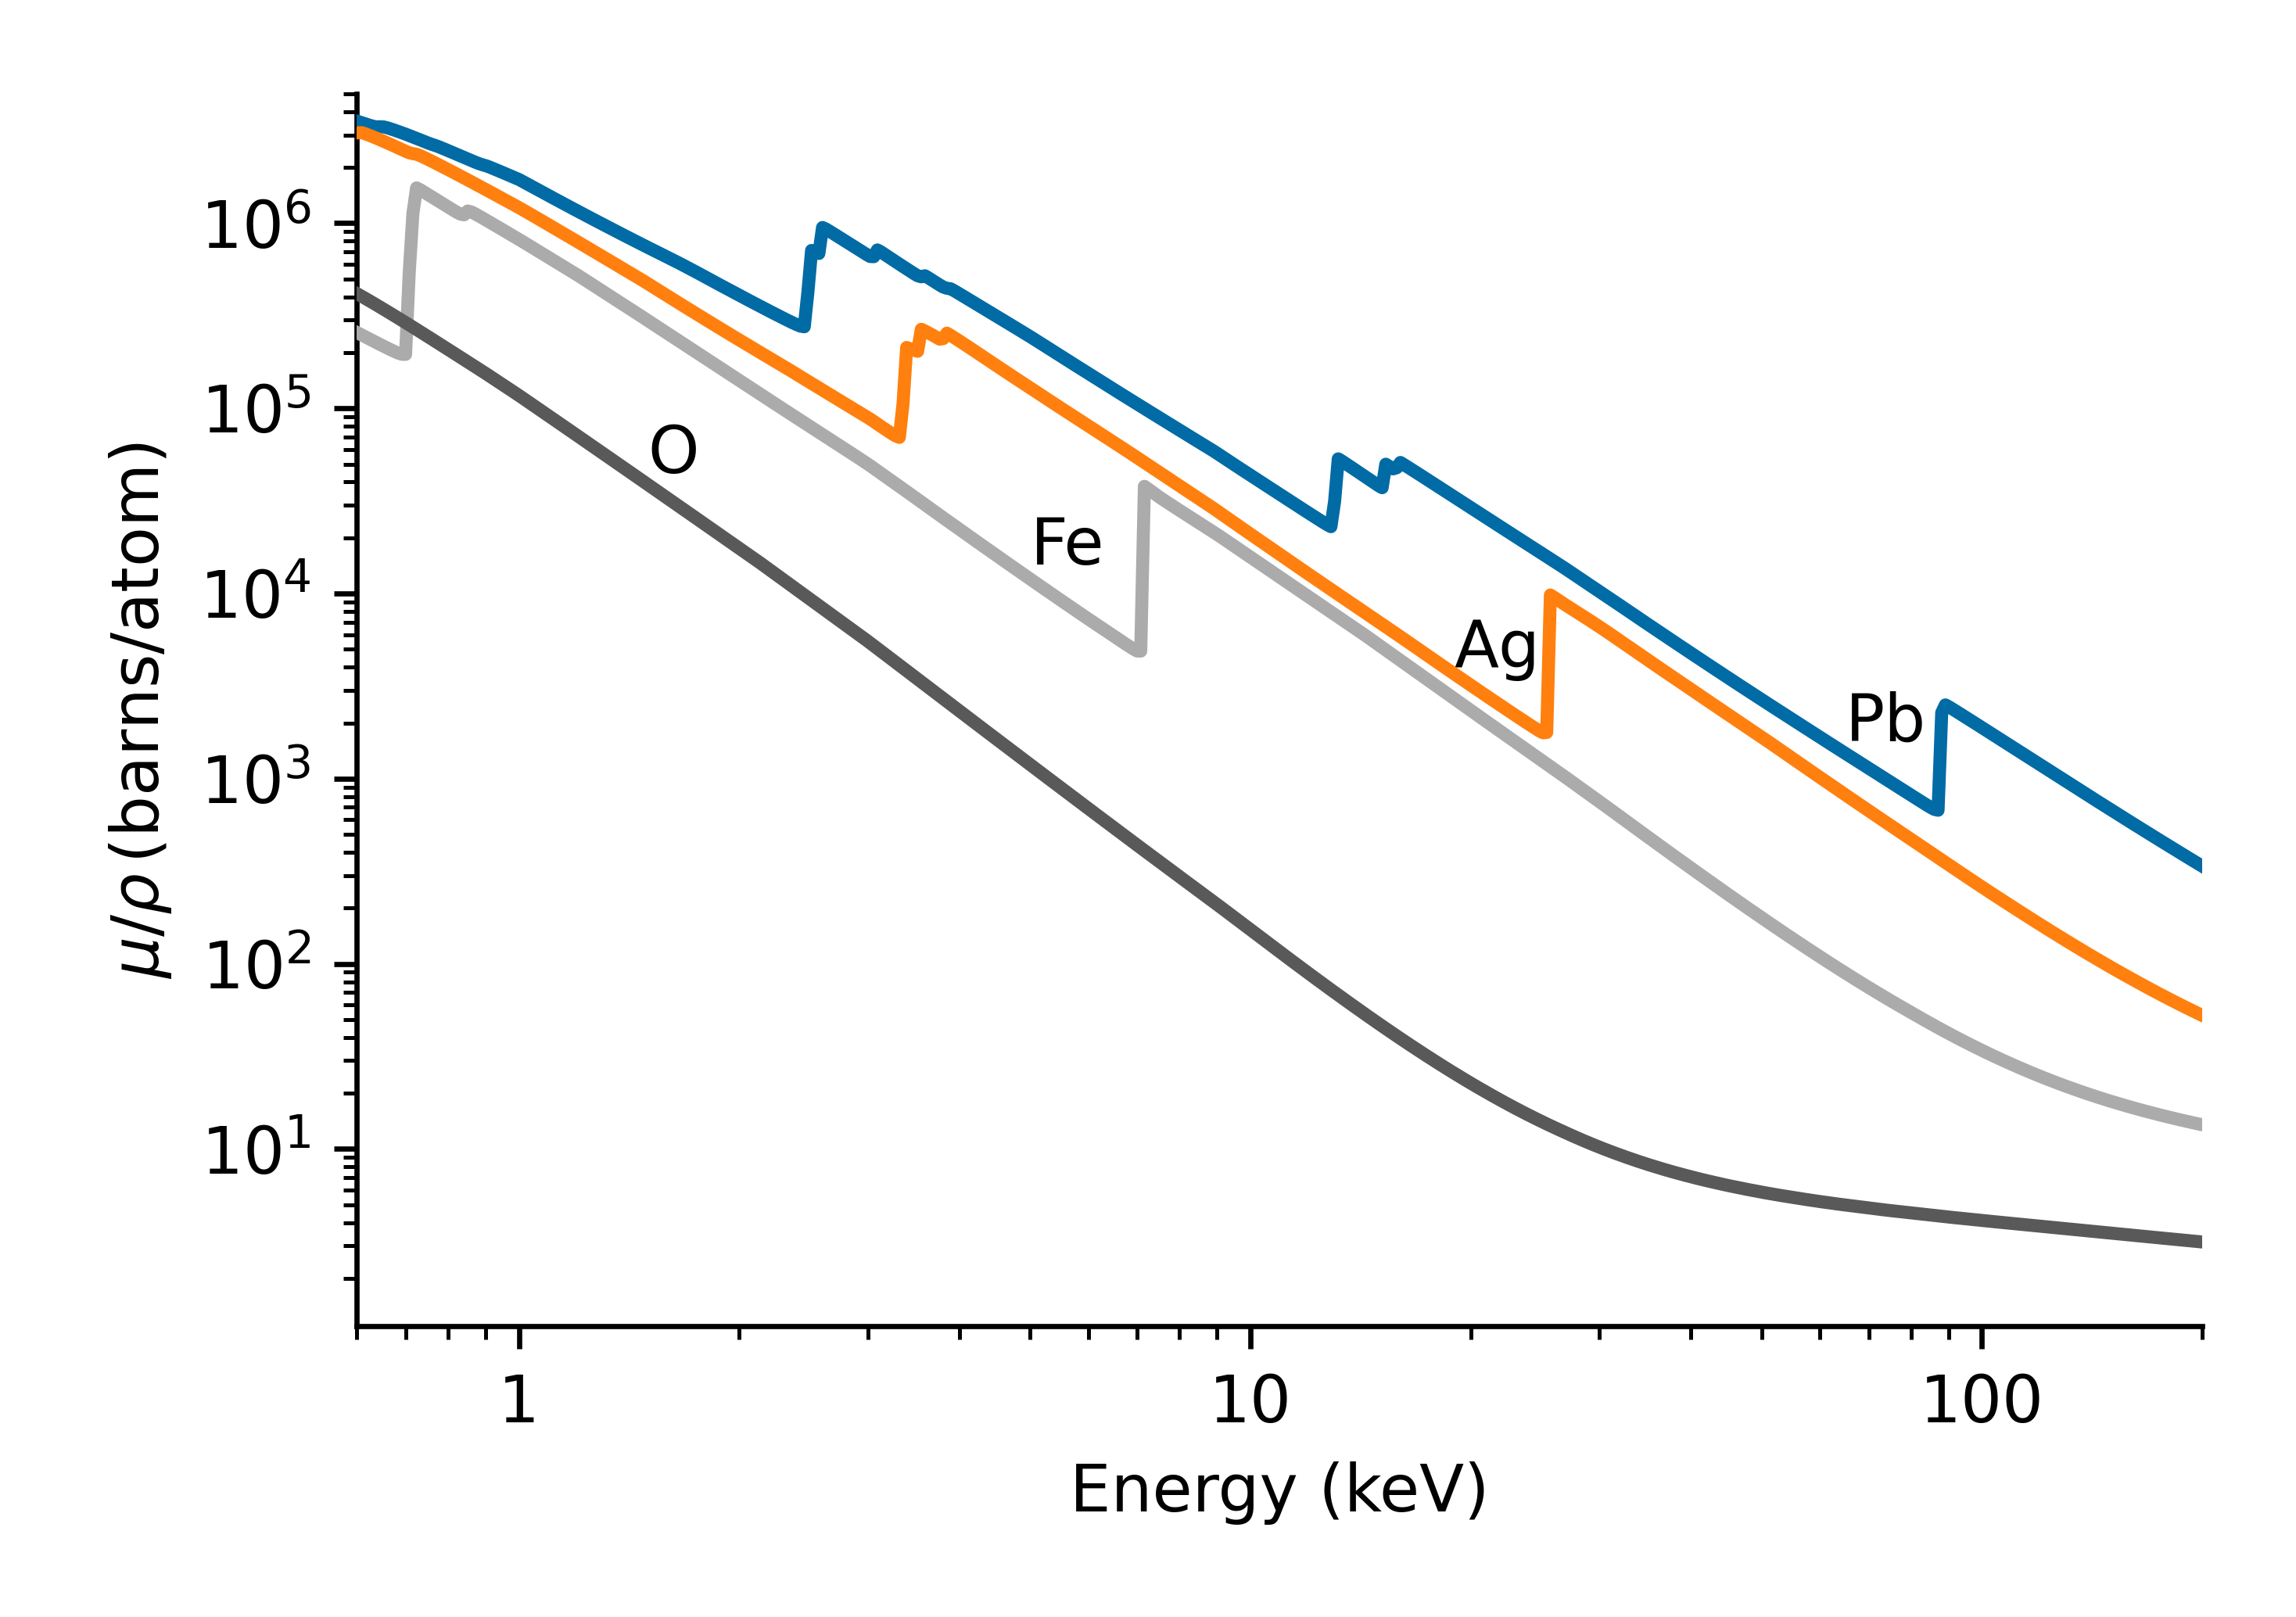 μ/ρ (barns/atom)
10⁶
10⁵
10⁴
10³
10²
10¹
O
Fe
Ag
Pb
1
10
100
Energy (keV)